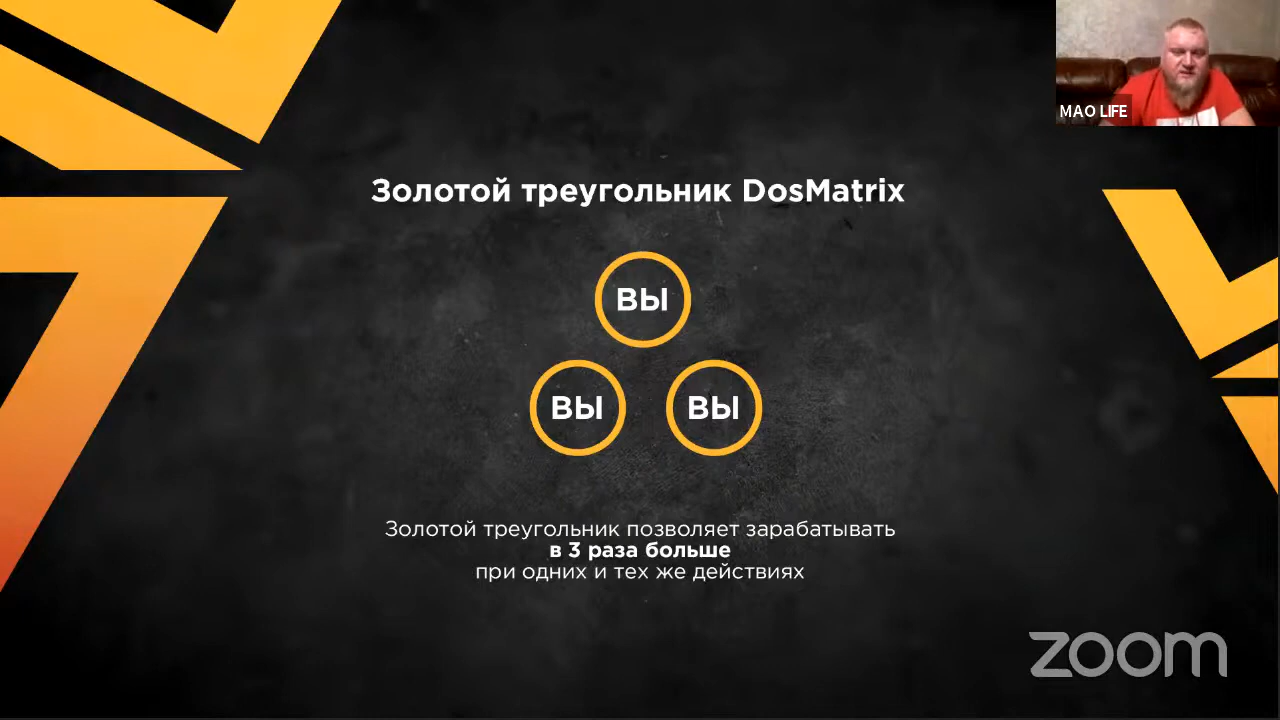 MAO LIFE
Золотой треугольник DosMatrix
ВЫ
ВЫ ВЫ
Золотой треугольник позволяет зарабатывать
в 3 раза больше
при одних и тех же действиях
zoom